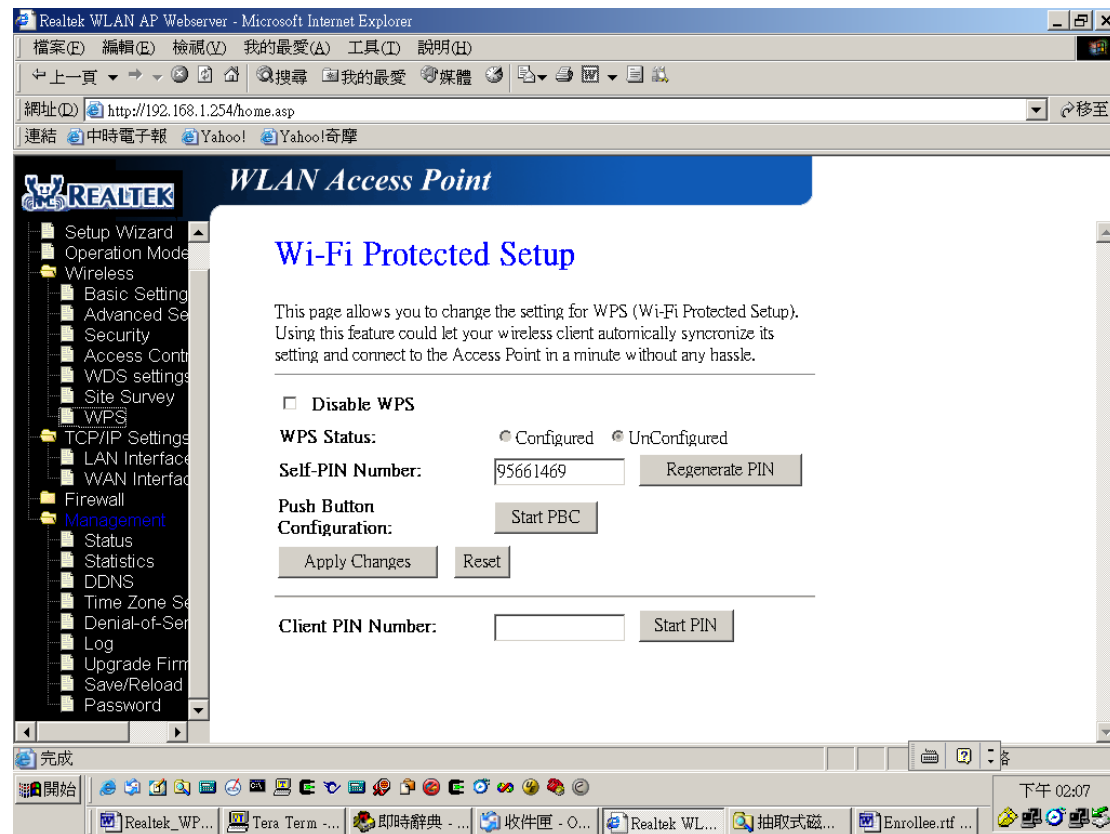 Realtek WLAN AP Webserver - Microsoft Internet Explorer
檔案(F) 編輯(E) 檢視(V) 我的最愛(A) 工具(T) 說明(H)
上一頁 搜尋 我的最愛 媒體
網址(D) http://192.168.1.254/home.asp 移至
連結 中時電子報 Yahoo! Yahoo!奇摩
REALTEK
WLAN Access Point
Setup Wizard
Operation Mode
Wireless
Basic Setting
Advanced Se
Security
Access Contr
WDS settings
Site Survey
WPS
TCP/IP Settings
LAN Interface
WAN Interfac
Firewall
Management
Status
Statistics
DDNS
Time Zone Se
Denial-of-Ser
Log
Upgrade Firm
Save/Reload
Password
Wi-Fi Protected Setup
This page allows you to change the setting for WPS (Wi-Fi Protected Setup).
Using this feature could let your wireless client automically syncronize its
setting and connect to the Access Point in a minute without any hassle.
Disable WPS
WPS Status: Configured UnConfigured
Self-PIN Number: 95661469 Regenerate PIN
Push Button
Configuration: Start PBC
Apply Changes Reset
Client PIN Number: Start PIN
完成
開始
下午 02:07
Realtek_WP... Tera Term -... 即時辭典 - ... 收件匣 - O... Realtek WL... 抽取式磁... Enrollee.rtf ...